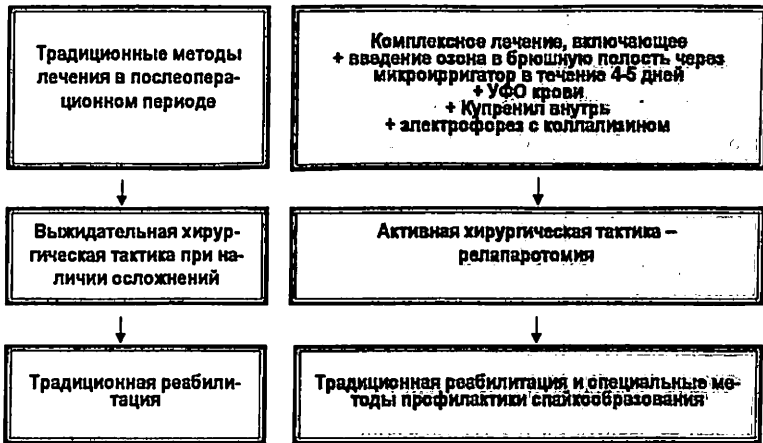 Традиционные методы
лечения в послеопера-
ционном периоде
Комплексное лечение, включающее
+ введение озона в брюшную полость через
микроирригатор в течение 4-5 дней
+ УФО крови
+ Купренил внутрь
+ электрофорез с коллализином
Выжидательная хирур-
гическая тактика при на-
личии осложнений
Активная хирургическая тактика –
релапаротомия
Традиционная реабили-
тация
Традиционная реабилитация и специальные ме-
тоды профилактики спайкообразования